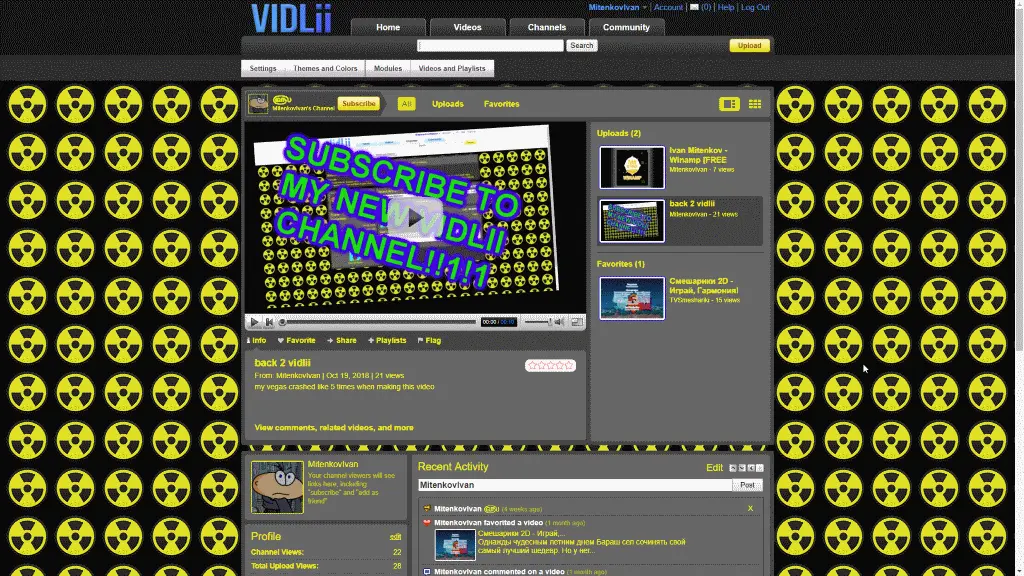 VIDLii
MitenkovIvan | Account | (0) | Help | Log Out
Home Videos Channels Community
Search Upload
Settings Themes and Colors Modules Videos and Playlists
MitenkovIvan's Channel Subscribe All Uploads Favorites
SUBSCRIBE TO
MY NEW VIDLII
CHANNEL!!1!1
00:00 / 00:10
Uploads (2)
Ivan Mitenkov -
Winamp [FREE
MitenkovIvan - 7 views
back 2 vidlii
MitenkovIvan - 21 views
Favorites (1)
Смешарики 2D -
Играй, Гармония!
TVSmeshariki - 15 views
Info Favorite Share Playlists Flag
back 2 vidlii
From: MitenkovIvan | Oct 19, 2018 | 21 views
my vegas crashed like 5 times when making this video
View comments, related videos, and more
MitenkovIvan
Your channel viewers will see
links here, including
"subscribe" and "add as
friend"
Profile edit
Channel Views: 22
Total Upload Views: 28
Recent Activity Edit
MitenkovIvan Post
MitenkovIvan (4 weeks ago) X
MitenkovIvan favorited a video (1 month ago)
Смешарики 2D - Играй,...
Однажды чудесным летним днем Бараш сел сочинять свой
самый лучший шедевр. Но у нег...
MitenkovIvan commented on a video (1 month ago)